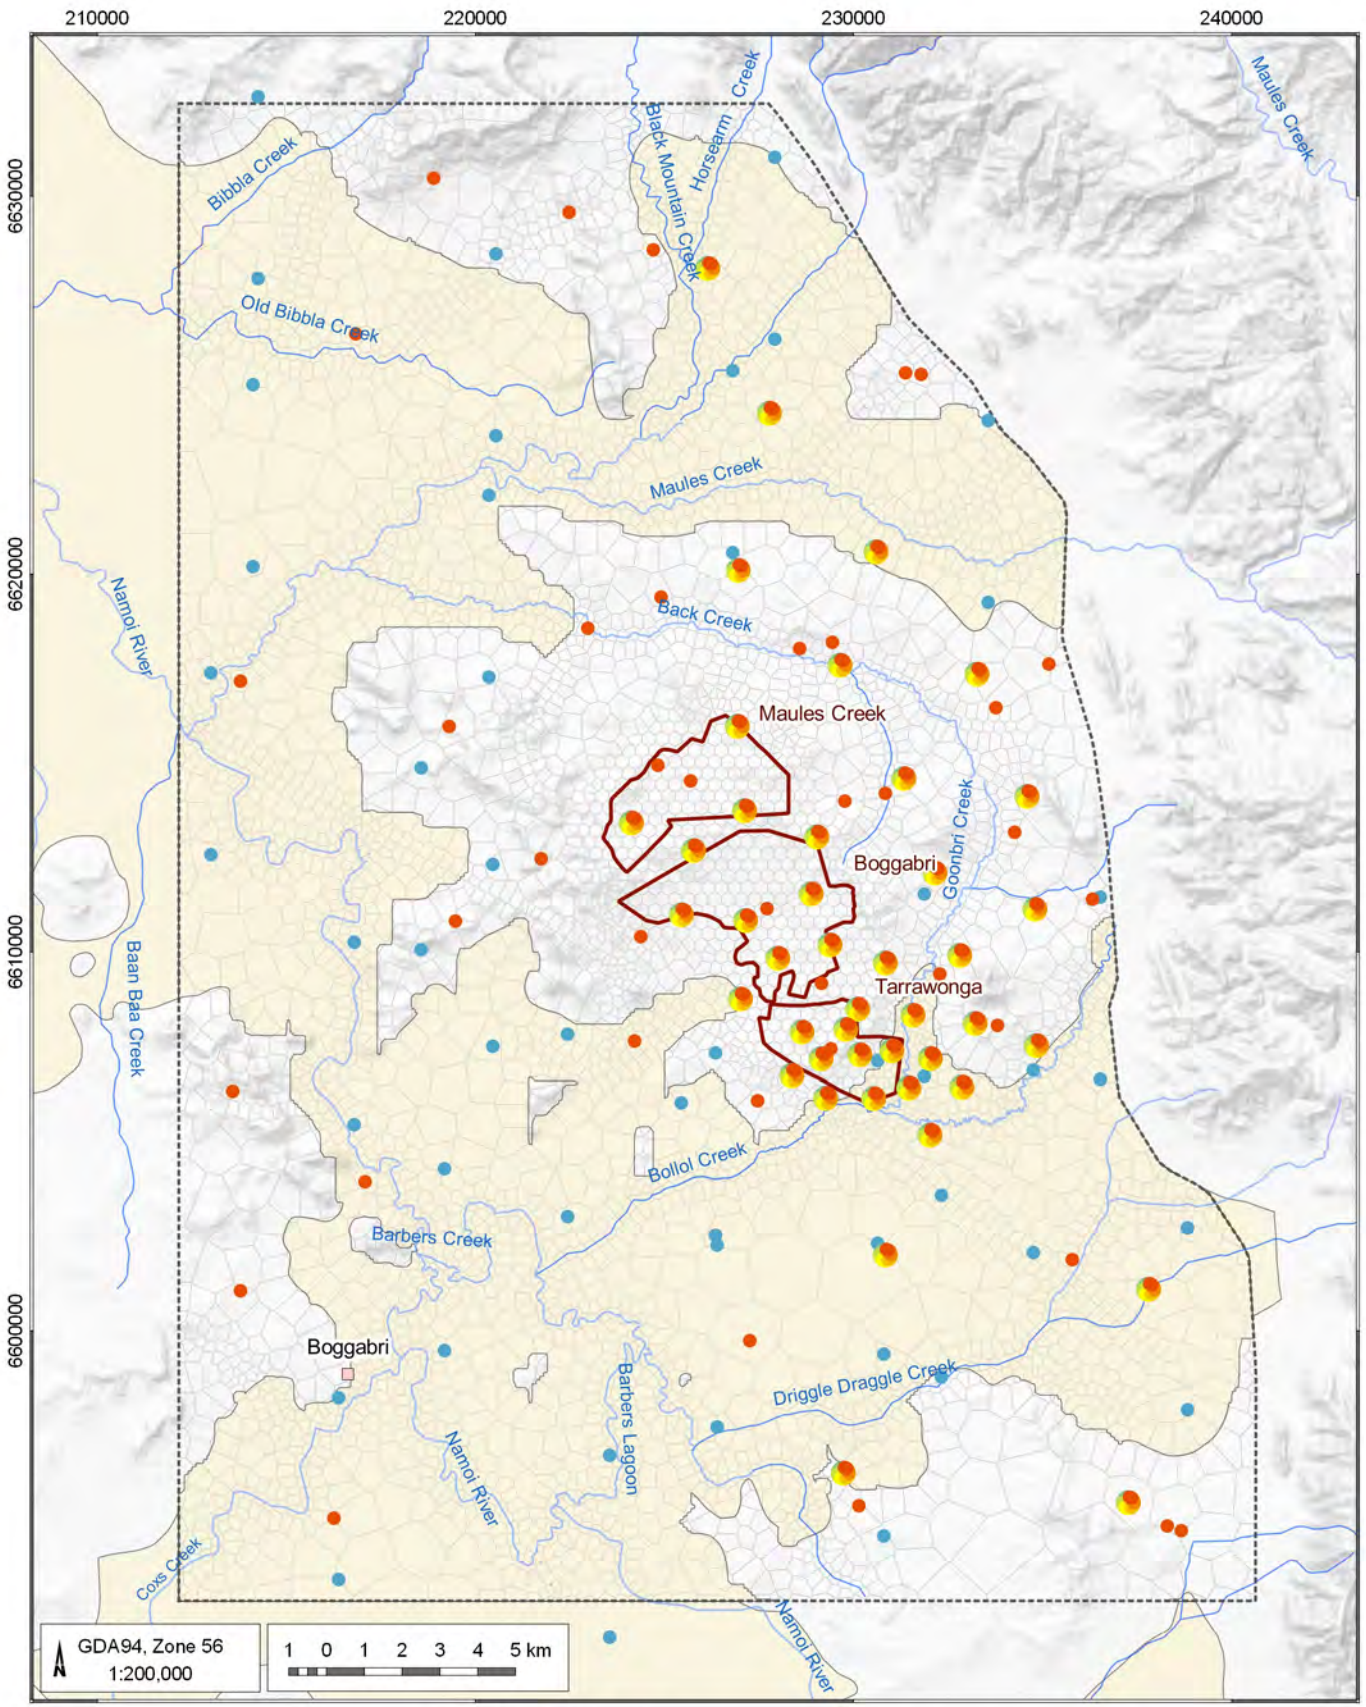 210000
220000
230000
240000
6630000
6620000
6610000
6600000
Maules Creek
Horsearm Creek
Black Mountain Creek
Bibbla Creek
Old Bibbla Creek
Maules Creek
Namoi River
Back Creek
Maules Creek
Goonbri Creek
Boggabri
Baan Baa Creek
Tarrawonga
Bollol Creek
Barbers Creek
Boggabri
Driggle Draggle Creek
Barbers Lagoon
Namoi River
Coxs Creek
Namoi River
N
GDA94, Zone 56
1:200,000
1 0 1 2 3 4 5 km